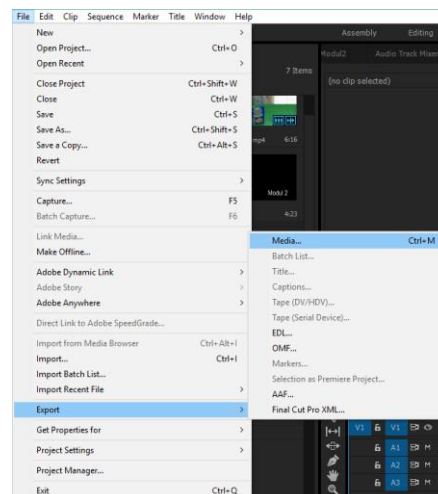 File Edit Clip Sequence Marker Title Window Help
Assembly Editing
New
Open Project... Ctrl+O
Open Recent
Close Project Ctrl+Shift+W
Close Ctrl+W
Save Ctrl+S
Save As... Ctrl+Shift+S
Save a Copy... Ctrl+Alt+S
Revert
Sync Settings
Capture... F5
Batch Capture... F6
Link Media...
Make Offline...
Adobe Dynamic Link
Adobe Story
Adobe Anywhere
Direct Link to Adobe SpeedGrade...
Import from Media Browser Ctrl+Alt+I
Import... Ctrl+I
Import Batch List...
Import Recent File
Export
Get Properties for
Project Settings
Project Manager...
Exit Ctrl+Q
Modul2 Audio Track Mixer
7 Items
(no clip selected)
mp4 6:16
Modul 2
4:23
Media... Ctrl+M
Batch List...
Title...
Captions...
Tape (DV/HDV)...
Tape (Serial Device)...
EDL...
OMF...
Markers...
Selection as Premiere Project...
AAF...
Final Cut Pro XML...
V1 V1
A1 M
A2 M
A3 M